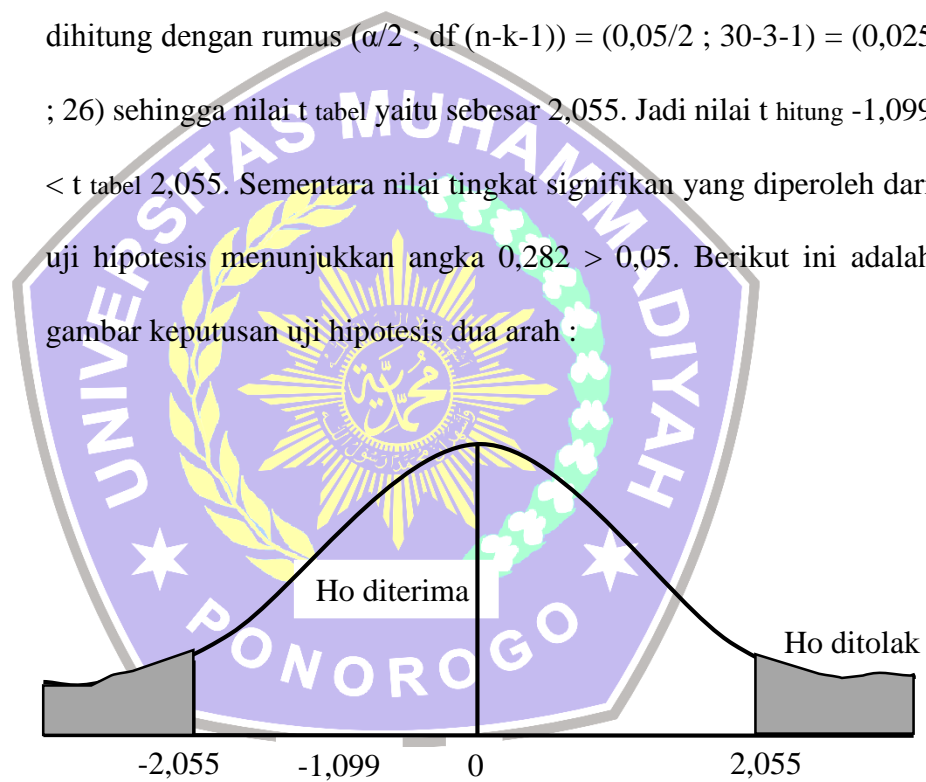 dihitung dengan rumus (α/2 ; df (n-k-1)) = (0,05/2 ; 30-3-1) = (0,025
; 26) sehingga nilai t tabel yaitu sebesar 2,055. Jadi nilai t hitung -1,099
< t tabel 2,055. Sementara nilai tingkat signifikan yang diperoleh dari
uji hipotesis menunjukkan angka 0,282 > 0,05. Berikut ini adalah
gambar keputusan uji hipotesis dua arah :
UNIVERSITAS MUHAMMADIYAH
PONOROGO
محمدية
Ho diterima
Ho ditolak
-2,055 -1,099 0 2,055